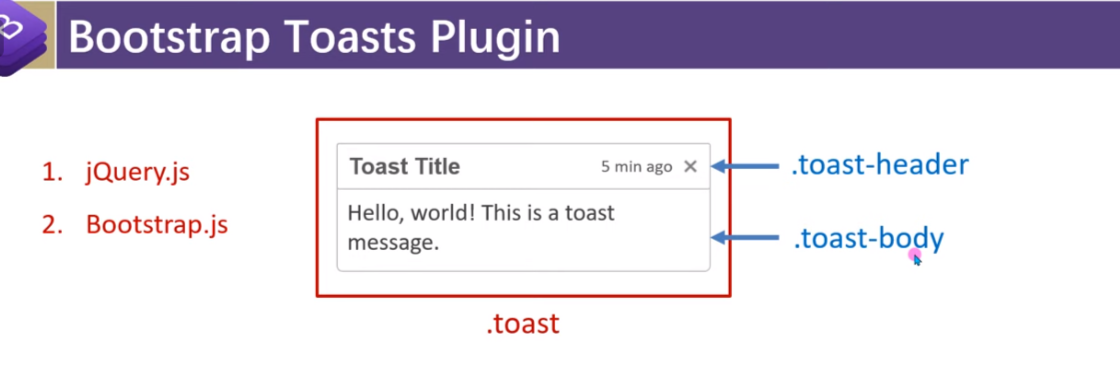 Bootstrap Toasts Plugin
1. jQuery.js
2. Bootstrap.js
Toast Title 5 min ago ×
Hello, world! This is a toast
message.
.toast-header
.toast-body
.toast